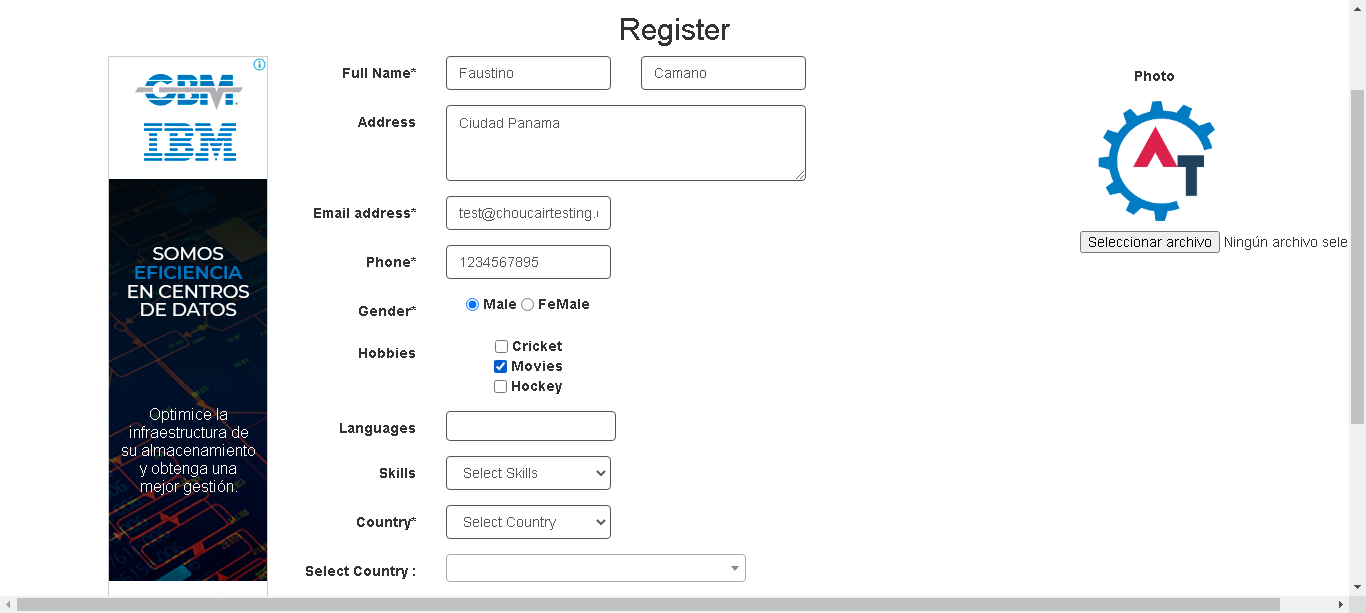 Register
GBM
IBM
SOMOS
EFICIENCIA
EN CENTROS
DE DATOS
Optimice la
infraestructura de
su almacenamiento
y obtenga una
mejor gestión.
Full Name* Faustino Camano
Address Ciudad Panama
Email address* test@choucairtesting.
Phone* 1234567895
Gender* Male FeMale
Hobbies Cricket
Movies
Hockey
Languages
Skills Select Skills
Country* Select Country
Select Country :
Photo
AT
Seleccionar archivo Ningún archivo sele